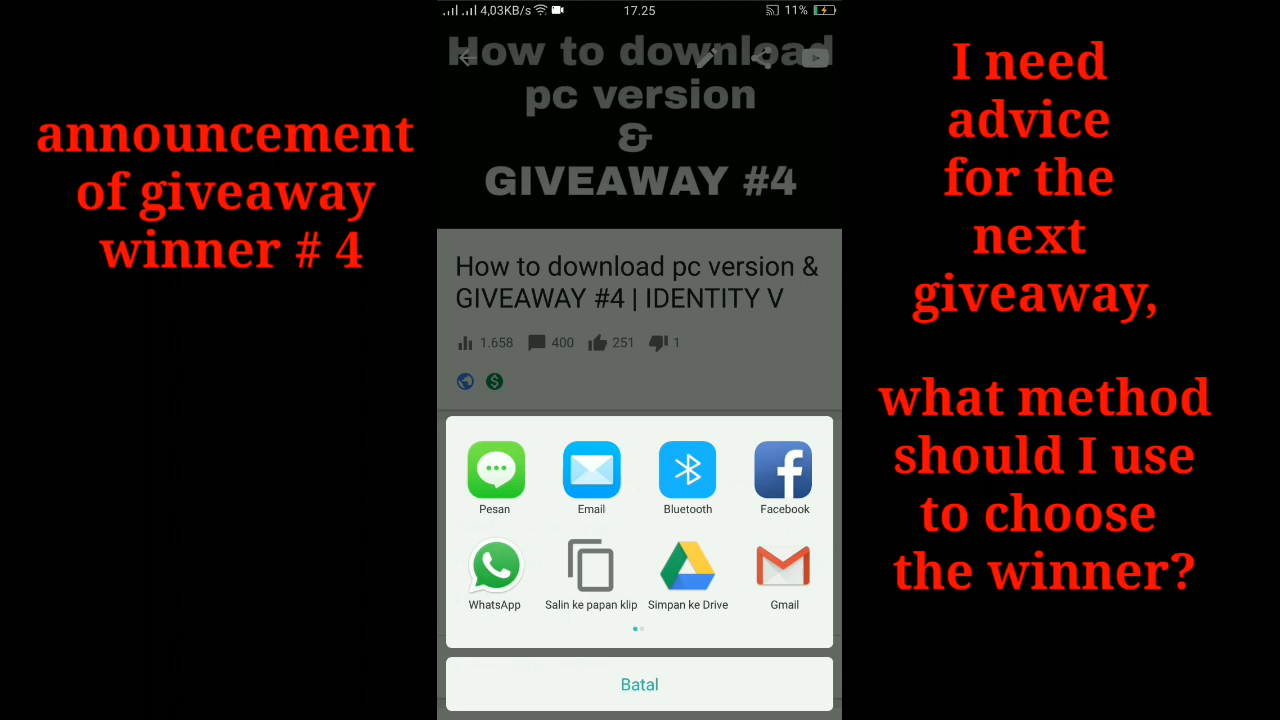 announcement
of giveaway
winner # 4
4,03KB/s
17.25
11%
How to download
pc version
&
GIVEAWAY #4
How to download pc version &
GIVEAWAY #4 | IDENTITY V
1.658 400 251 1
Pesan Email Bluetooth Facebook
WhatsApp Salin ke papan klip Simpan ke Drive Gmail
Batal
I need
advice
for the
next
giveaway,
what method
should I use
to choose
the winner?